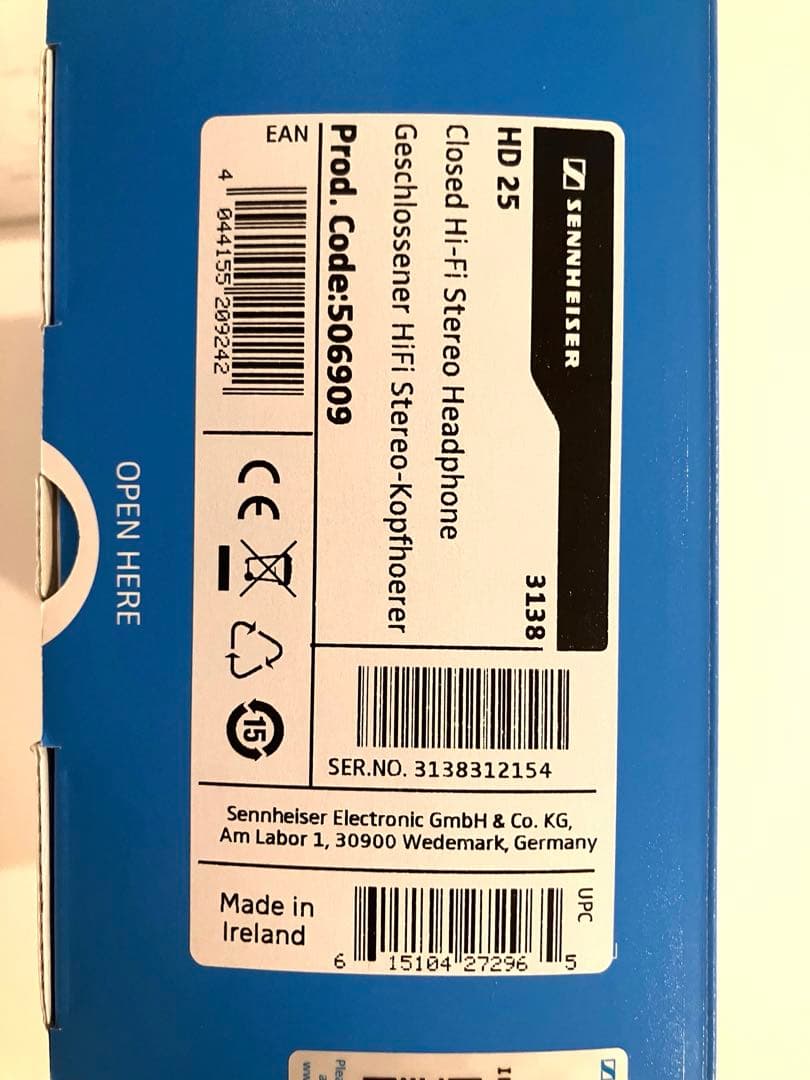 SENNHEISER
HD 25
3138
Closed Hi-Fi Stereo Headphone
Geschlossener HiFi Stereo-Kopfhoerer
Prod. Code:506909
EAN
4 044155 209242
CE
15
SER.NO. 3138312154
Sennheiser Electronic GmbH & Co. KG,
Am Labor 1, 30900 Wedemark, Germany
Made in
Ireland
UPC
6 15104 27296 5
OPEN HERE